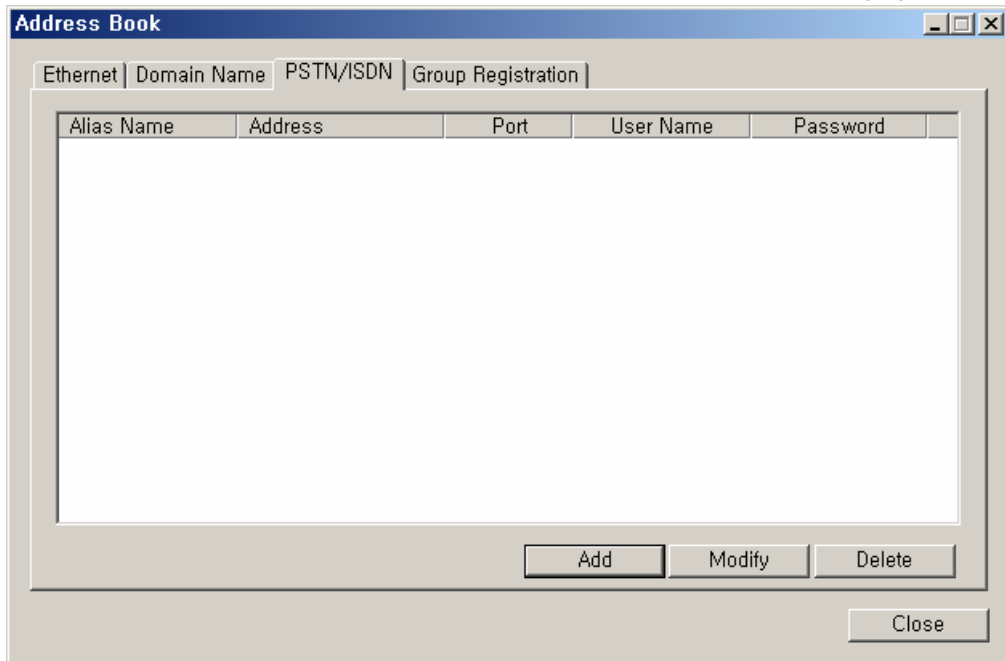 Address Book
Ethernet Domain Name PSTN/ISDN Group Registration
Alias Name Address Port User Name Password
Add Modify Delete
Close